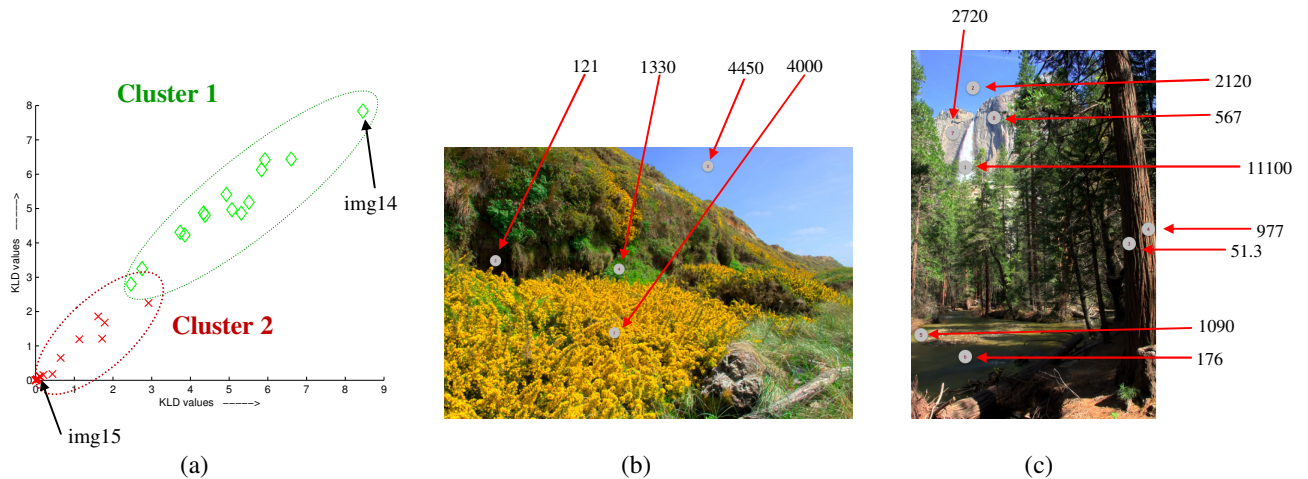 Cluster 1
8
7
6
5
4
3
2
1
0
KLD values ----->
img14
Cluster 2
0 1 2 3 4 5 6 7 8 9
KLD values ----->
img15
(a)
121 1330 4450 4000
(b)
2720
2120
567
11100
977
51.3
1090
176
(c)